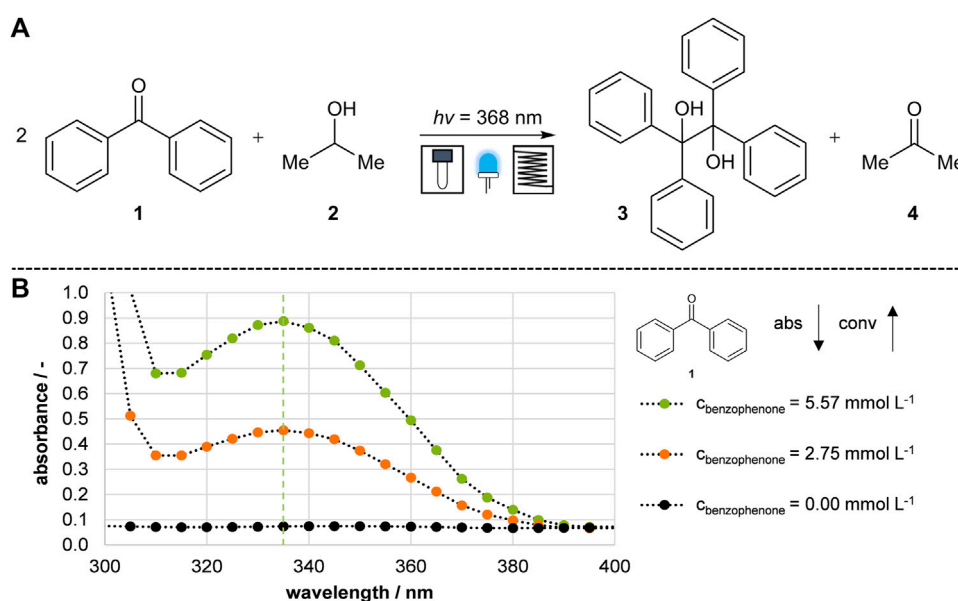 A
2
O
1
+
OH
Me
Me
2
hν = 368 nm
OH
OH
3
+
O
Me
Me
4
B
1.0
0.9
0.8
0.7
0.6
0.5
0.4
0.3
0.2
0.1
0.0
absorbance / -
300
320
340
360
380
400
wavelength / nm
O
1
abs
conv
c_benzophenone = 5.57 mmol L⁻¹
c_benzophenone = 2.75 mmol L⁻¹
c_benzophenone = 0.00 mmol L⁻¹